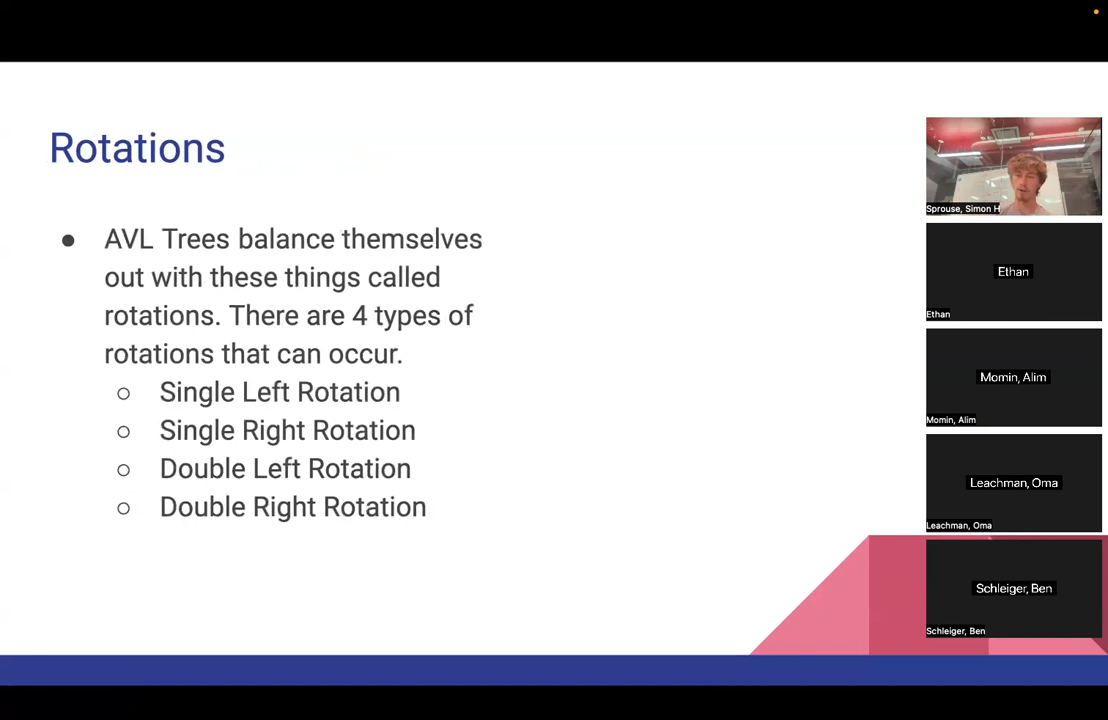 Rotations
● AVL Trees balance themselves
out with these things called
rotations. There are 4 types of
rotations that can occur.
○ Single Left Rotation
○ Single Right Rotation
○ Double Left Rotation
○ Double Right Rotation
Sprouse, Simon H
Ethan
Ethan
Momin, Alim
Momin, Alim
Leachman, Oma
Leachman, Oma
Schleiger, Ben
Schleiger, Ben